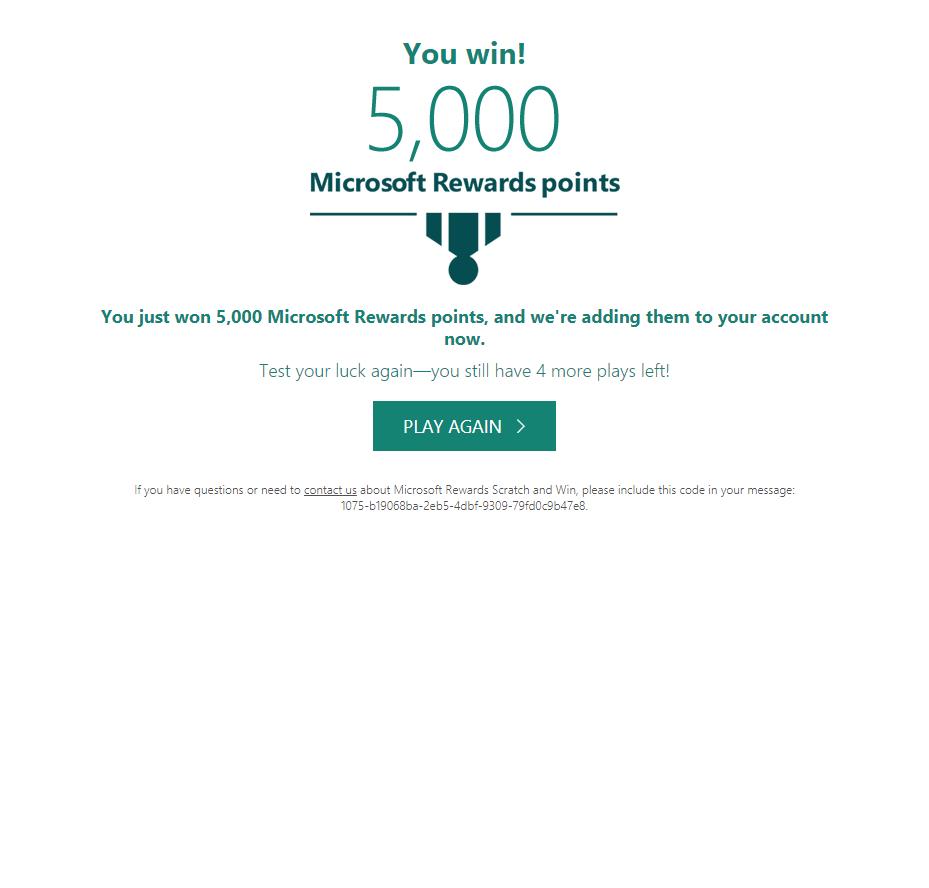 You win!
5,000
Microsoft Rewards points
You just won 5,000 Microsoft Rewards points, and we're adding them to your account
now.
Test your luck again—you still have 4 more plays left!
PLAY AGAIN
If you have questions or need to contact us about Microsoft Rewards Scratch and Win, please include this code in your message:
1075-b19068ba-2eb5-4dbf-9309-79fd0c9b47e8.